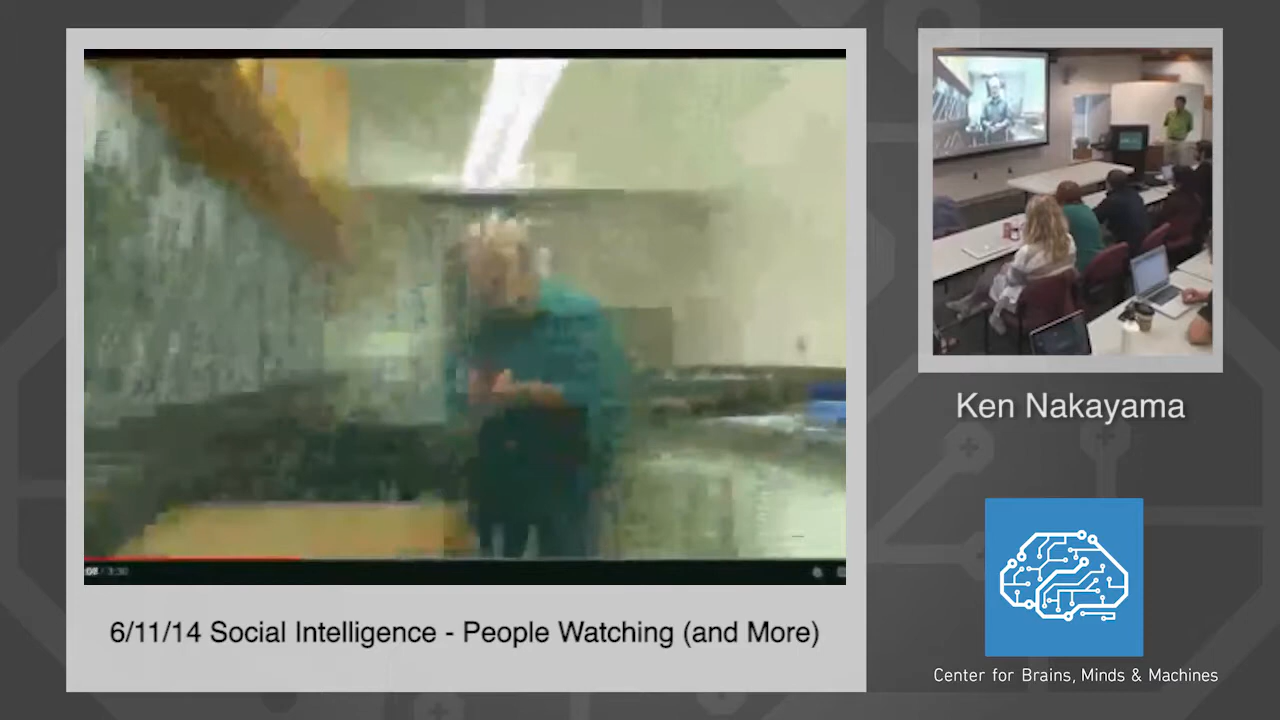 6/11/14 Social Intelligence - People Watching (and More)
Ken Nakayama
Center for Brains, Minds & Machines